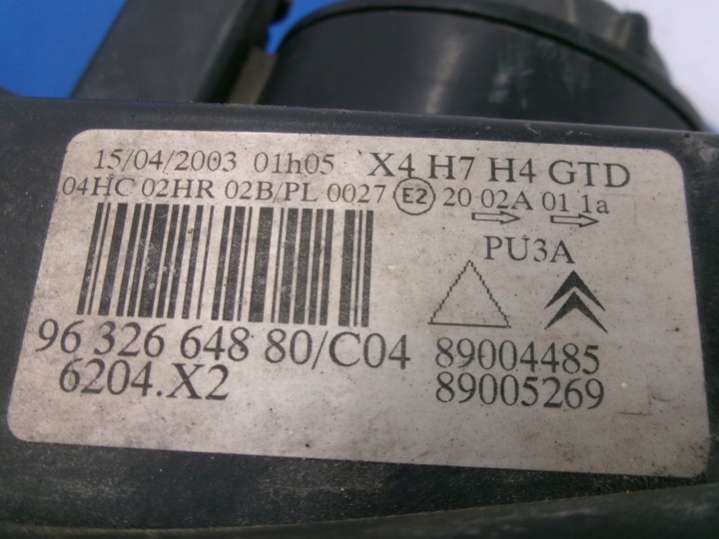 15/04/2003 01h05 X4 H7 H4 GTD
04HC 02HR 02B/PL 0027 E2 20 02A 01 1a
PU3A
96 326 648 80/C04 89004485
6204.X2 89005269